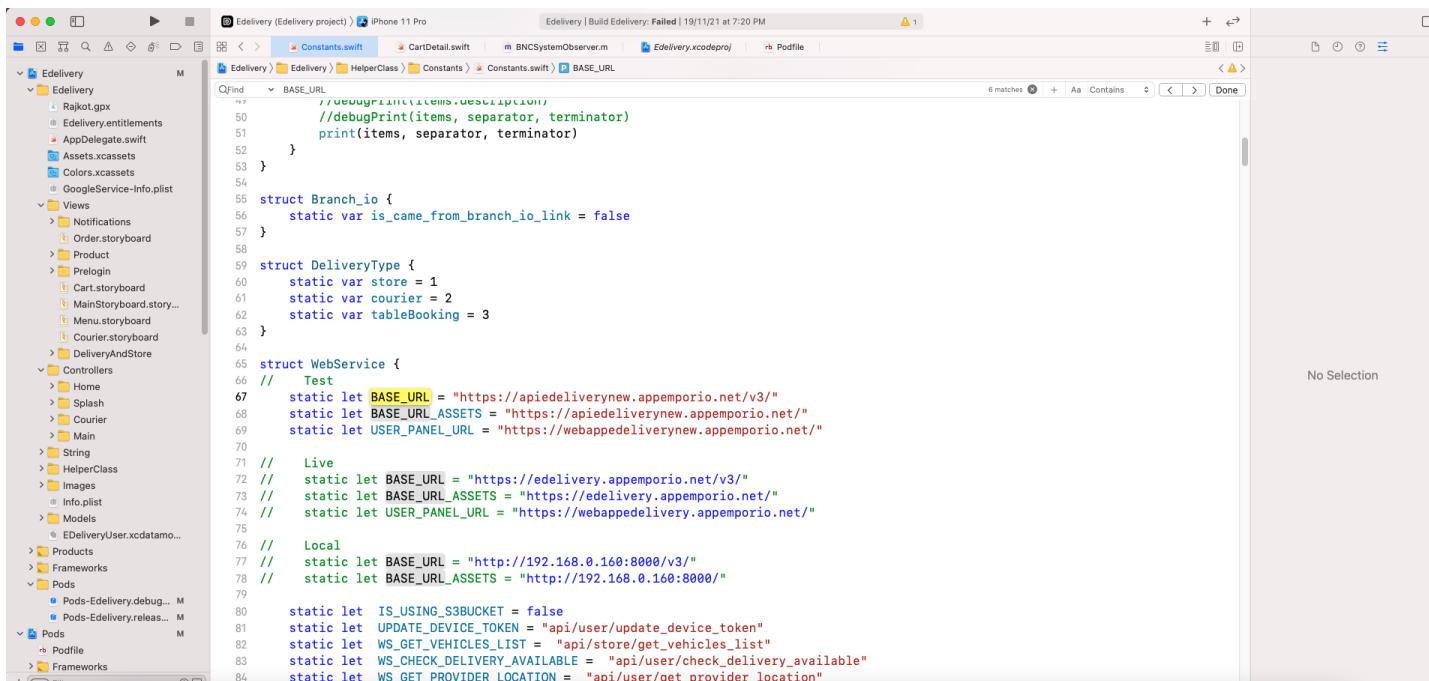 Edelivery (Edelivery project) 〉 iPhone 11 Pro
Edelivery | Build Edelivery: Failed | 19/11/21 at 7:20 PM
1
Constants.swift
CartDetail.swift
BNCSystemObserver.m
Edelivery.xcodeproj
Podfile
Edelivery 〉 Edelivery 〉 HelperClass 〉 Constants 〉 Constants.swift 〉 P BASE_URL
Find BASE_URL 6 matches + Aa Contains Done
Edelivery M
Edelivery
Rajkot.gpx
Edelivery.entitlements
AppDelegate.swift
Assets.xcassets
Colors.xcassets
GoogleService-Info.plist
Views
Notifications
Order.storyboard
Product
Prelogin
Cart.storyboard
MainStoryboard.story...
Menu.storyboard
Courier.storyboard
DeliveryAndStore
Controllers
Home
Splash
Courier
Main
String
HelperClass
Images
Info.plist
Models
EDeliveryUser.xcdatamo...
Products
Frameworks
Pods
Pods-Edelivery.debug... M
Pods-Edelivery.releas... M
Pods M
Podfile
Frameworks
49 //debugPrint(items.description)
50 //debugPrint(items, separator, terminator)
51 print(items, separator, terminator)
52 }
53 }
54
55 struct Branch_io {
56 static var is_came_from_branch_io_link = false
57 }
58
59 struct DeliveryType {
60 static var store = 1
61 static var courier = 2
62 static var tableBooking = 3
63 }
64
65 struct WebService {
66 // Test
67 static let BASE_URL = "https://apiedeliverynew.appemporio.net/v3/"
68 static let BASE_URL_ASSETS = "https://apiedeliverynew.appemporio.net/"
69 static let USER_PANEL_URL = "https://webappedeliverynew.appemporio.net/"
70
71 // Live
72 // static let BASE_URL = "https://edelivery.appemporio.net/v3/"
73 // static let BASE_URL_ASSETS = "https://edelivery.appemporio.net/"
74 // static let USER_PANEL_URL = "https://webappedelivery.appemporio.net/"
75
76 // Local
77 // static let BASE_URL = "http://192.168.0.160:8000/v3/"
78 // static let BASE_URL_ASSETS = "http://192.168.0.160:8000/"
79
80 static let IS_USING_S3BUCKET = false
81 static let UPDATE_DEVICE_TOKEN = "api/user/update_device_token"
82 static let WS_GET_VEHICLES_LIST = "api/store/get_vehicles_list"
83 static let WS_CHECK_DELIVERY_AVAILABLE = "api/user/check_delivery_available"
84 static let WS_GET_PROVIDER_LOCATION = "api/user/get_provider_location"
No Selection